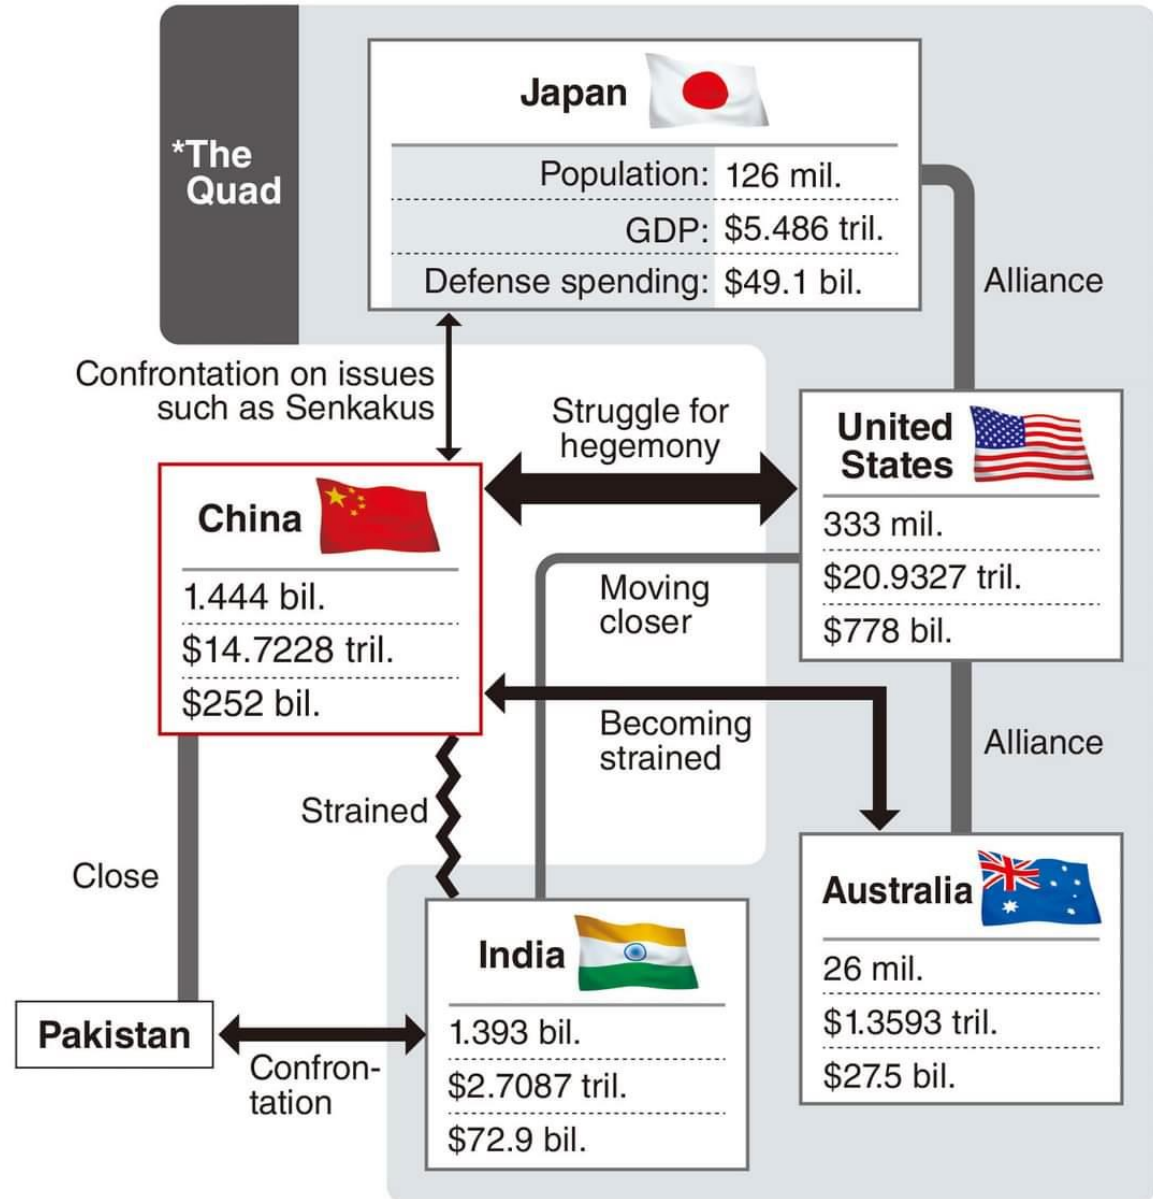 *The
Quad
Japan
Population: 126 mil.
GDP: $5.486 tril.
Defense spending: $49.1 bil.
Alliance
Confrontation on issues
such as Senkakus
Struggle for
hegemony
United
States
333 mil.
$20.9327 tril.
$778 bil.
China
1.444 bil.
$14.7228 tril.
$252 bil.
Moving
closer
Becoming
strained
Alliance
Strained
Close
Australia
26 mil.
$1.3593 tril.
$27.5 bil.
India
1.393 bil.
$2.7087 tril.
$72.9 bil.
Pakistan
Confron-
tation